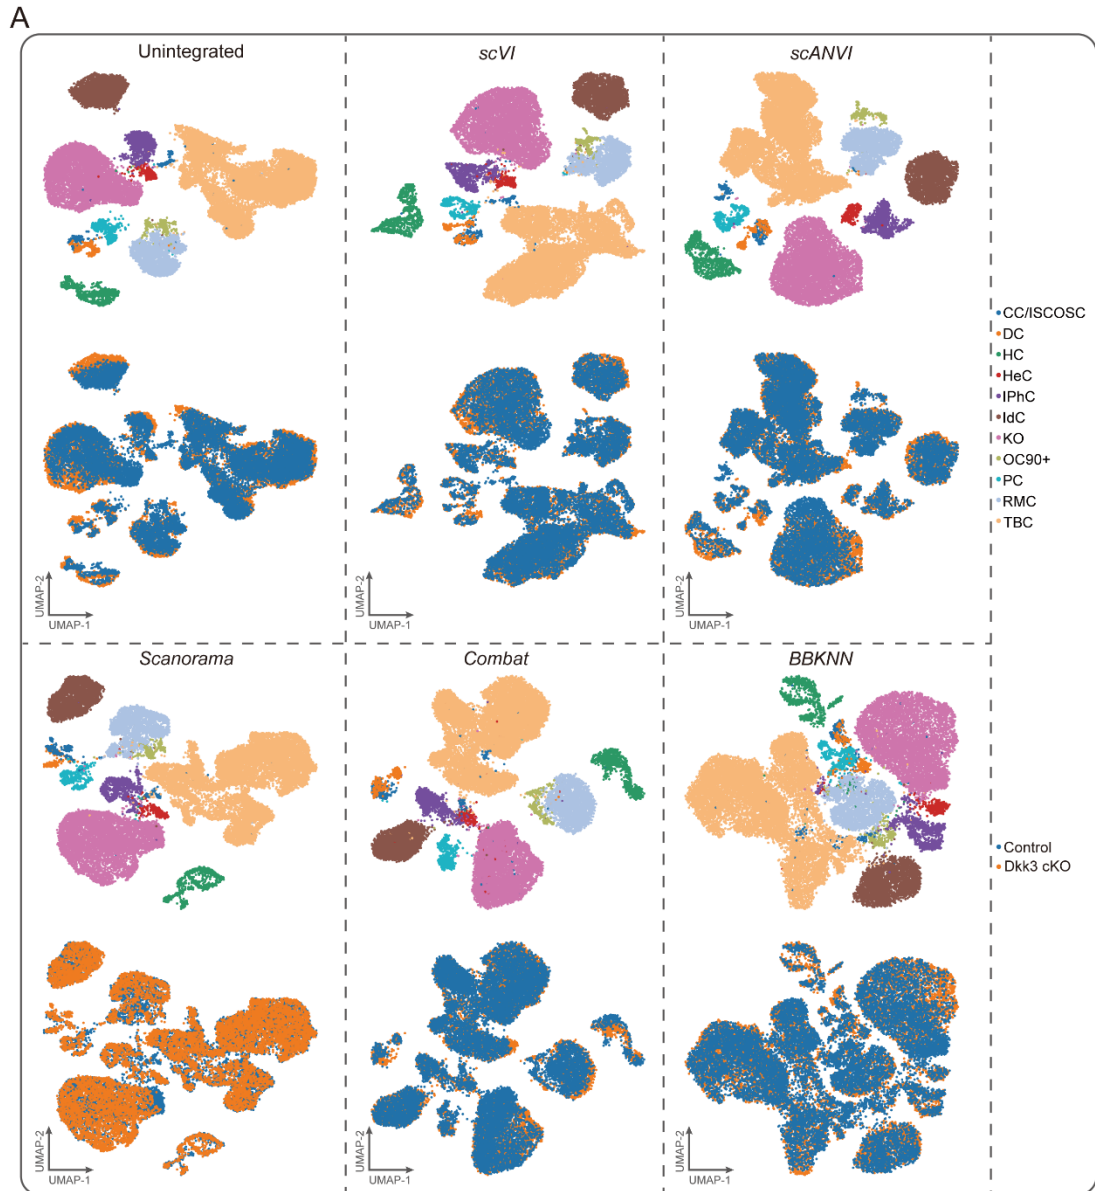 A
Unintegrated
scVI
scANVI
CC/ISCOSC
DC
HC
HeC
IPhC
IdC
KO
OC90+
PC
RMC
TBC
UMAP-2
UMAP-1
UMAP-2
UMAP-1
UMAP-2
UMAP-1
Scanorama
Combat
BBKNN
Control
Dkk3 cKO
UMAP-2
UMAP-1
UMAP-2
UMAP-1
UMAP-2
UMAP-1